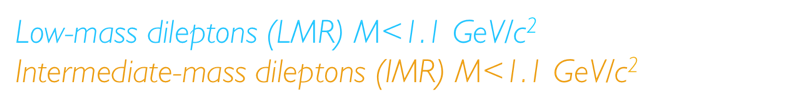 Low-mass dileptons (LMR) M<1.1 GeV/c²
Intermediate-mass dileptons (IMR) M<1.1 GeV/c²